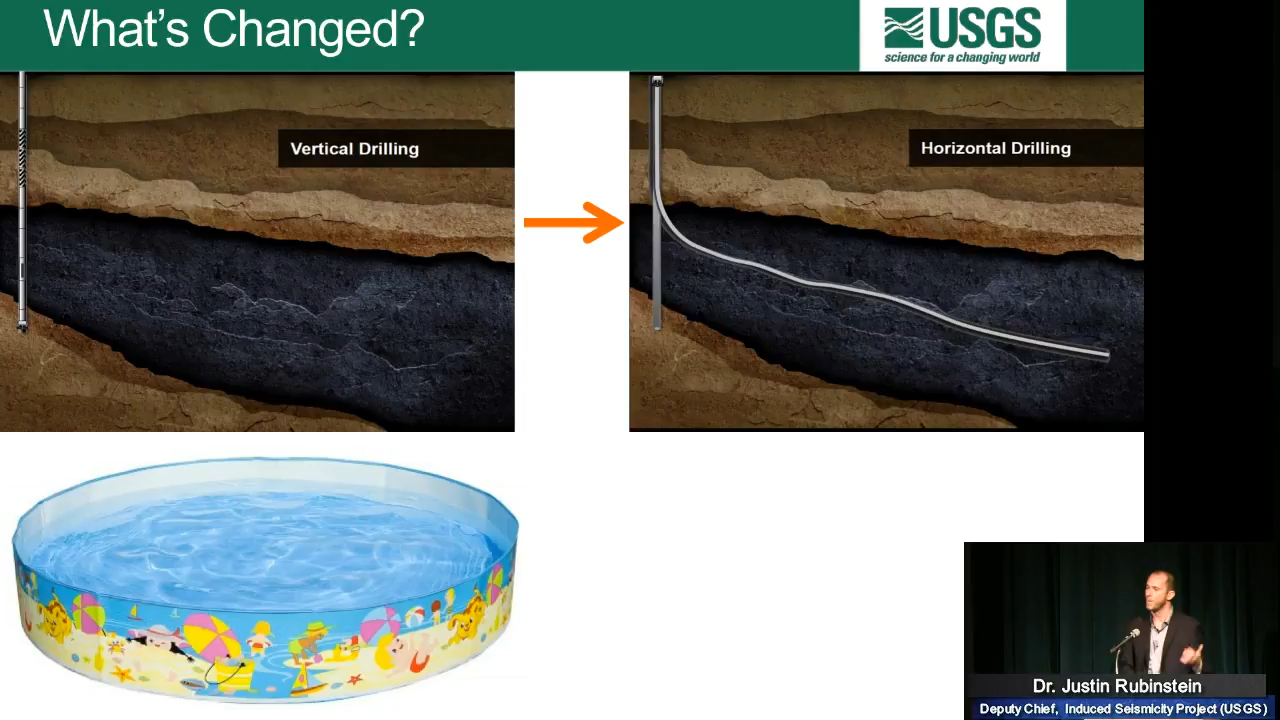 What's Changed?
USGS
science for a changing world
Vertical Drilling
Horizontal Drilling
Dr. Justin Rubinstein
Deputy Chief, Induced Seismicity Project (USGS)